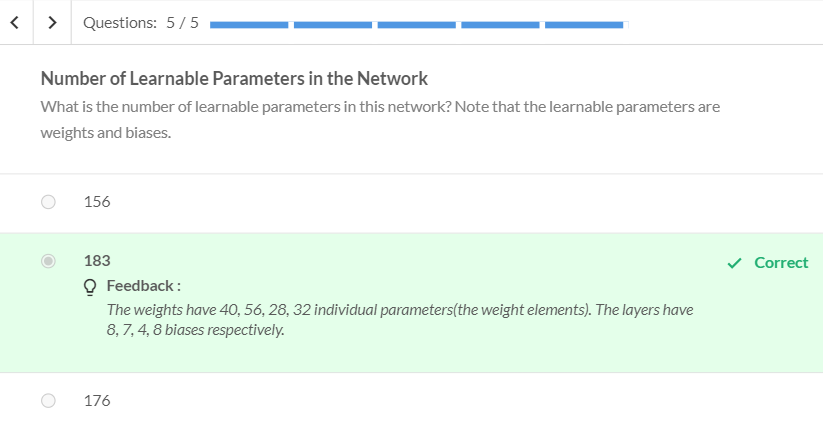 Questions: 5 / 5
Number of Learnable Parameters in the Network
What is the number of learnable parameters in this network? Note that the learnable parameters are
weights and biases.
156
183
Correct
Feedback :
The weights have 40, 56, 28, 32 individual parameters(the weight elements). The layers have
8, 7, 4, 8 biases respectively.
176